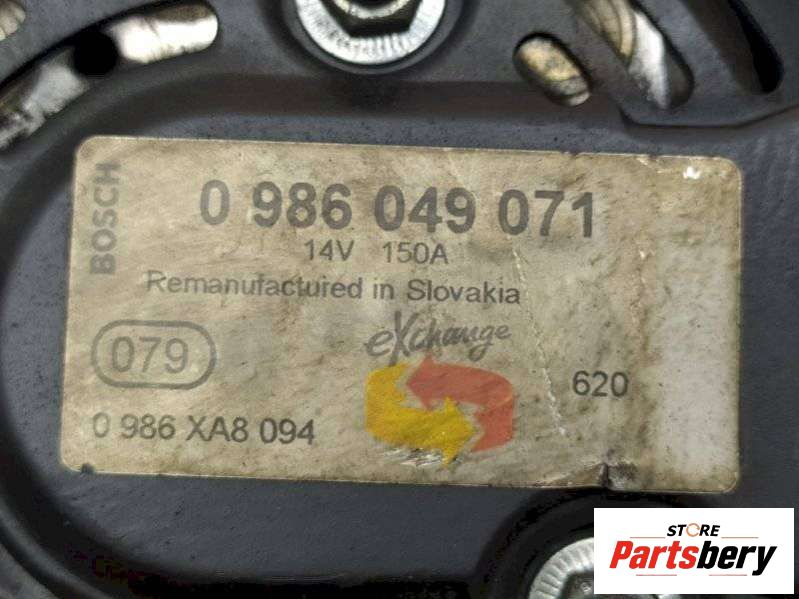 BOSCH
0 986 049 071
14V 150A
Remanufactured in Slovakia
eXchange
079
620
0 986 XA8 094
STORE
Partsbery